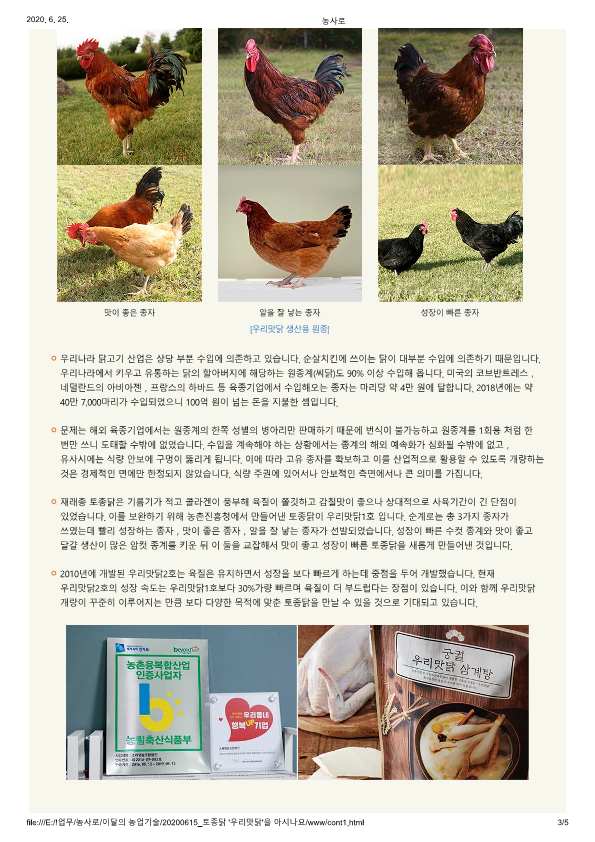 2020. 6. 25.
농사로
맛이 좋은 종자
알을 잘 낳는 종자
성장이 빠른 종자
[우리맛닭 생산용 원종]
우리나라 닭고기 산업은 상당 부분 수입에 의존하고 있습니다. 순살치킨에 쓰이는 닭이 대부분 수입에 의존하기 때문입니다.
우리나라에서 키우고 유통하는 닭의 할아버지에 해당하는 원종계(씨닭)도 90% 이상 수입해 옵니다. 미국의 코브반트레스 ,
네덜란드의 아비아젠 , 프랑스의 하바드 등 육종기업에서 수입해오는 종자는 마리당 약 4만 원에 달합니다. 2018년에는 약
40만 7,000마리가 수입되었으니 100억 원이 넘는 돈을 지불한 셈입니다.
문제는 해외 육종기업에서는 원종계의 한쪽 성별의 병아리만 판매하기 때문에 번식이 불가능하고 원종계를 1회용 처럼 한
번만 쓰니 도태할 수밖에 없었습니다. 수입을 계속해야 하는 상황에서는 종계의 해외 예속화가 심화될 수밖에 없고 ,
유사시에는 식량 안보에 구멍이 뚫리게 됩니다. 이에 따라 고유 종자를 확보하고 이를 산업적으로 활용할 수 있도록 개량하는
것은 경제적인 면에만 한정되지 않았습니다. 식량 주권에 있어서나 안보적인 측면에서나 큰 의미를 가집니다.
재래종 토종닭은 기름기가 적고 콜라겐이 풍부해 육질이 쫄깃하고 감칠맛이 좋으나 상대적으로 사육기간이 긴 단점이
있었습니다. 이를 보완하기 위해 농촌진흥청에서 만들어낸 토종닭이 우리맛닭1호 입니다. 순계로는 총 3가지 종자가
쓰였는데 빨리 성장하는 종자 , 맛이 좋은 종자 , 알을 잘 낳는 종자가 선발되었습니다. 성장이 빠른 수컷 종계와 맛이 좋고
달걀 생산이 많은 암컷 종계를 키운 뒤 이 둘을 교잡해서 맛이 좋고 성장이 빠른 토종닭을 새롭게 만들어낸 것입니다.
2010년에 개발된 우리맛닭2호는 육질은 유지하면서 성장을 보다 빠르게 하는데 중점을 두어 개발했습니다. 현재
우리맛닭2호의 성장 속도는 우리맛닭1호보다 30%가량 빠르며 육질이 더 부드럽다는 장점이 있습니다. 이와 함께 우리맛닭
개량이 꾸준히 이루어지는 만큼 보다 다양한 목적에 맞춘 토종닭을 만날 수 있을 것으로 기대되고 있습니다.
beyond
농촌융복합산업
인증사업자
농림축산식품부
우리동네
행복UP기업
궁궐
우리맛닭 삼계탕
file:///E:/!업무/농사로/이달의 농업기술/20200615_토종닭 '우리맛닭'을 아시나요/www/cont1.html
3/5